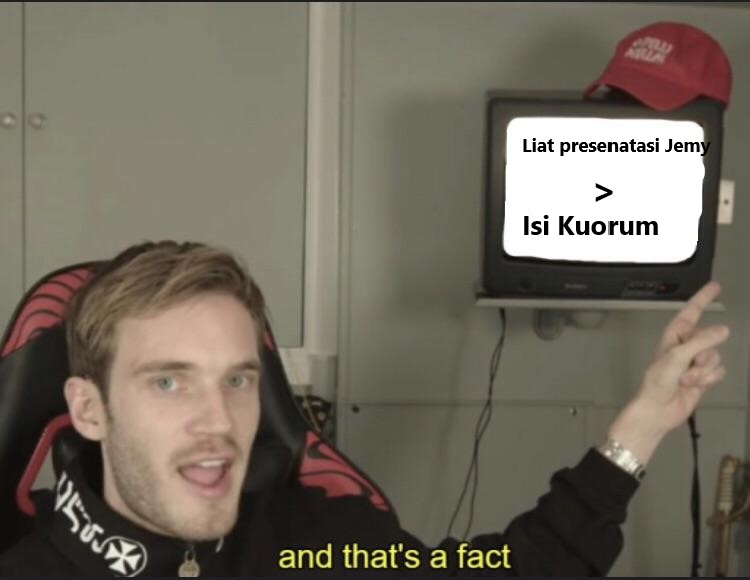 Liat presenatasi Jemy
>
Isi Kuorum
and that's a fact